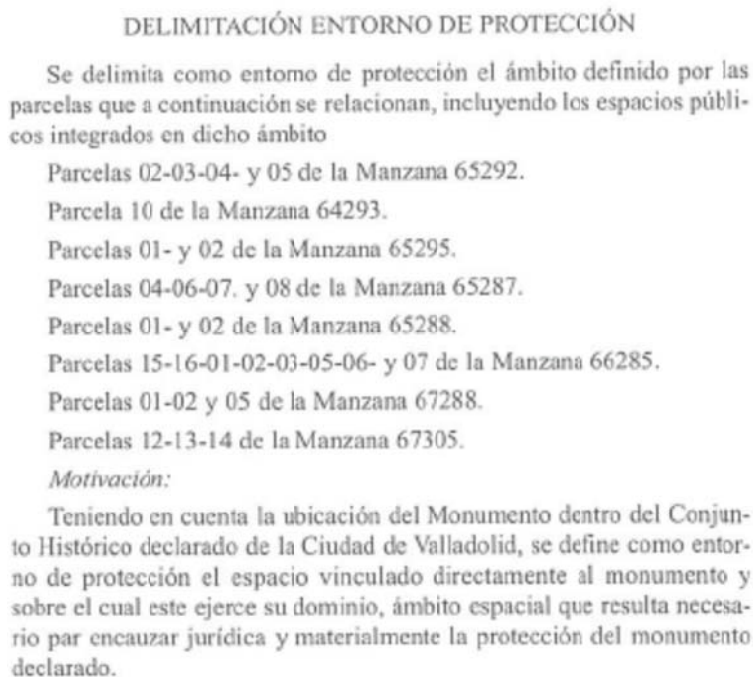 DELIMITACIÓN ENTORNO DE PROTECCIÓN
Se delimita como entorno de protección el ámbito definido por las
parcelas que a continuación se relacionan, incluyendo los espacios públi-
cos integrados en dicho ámbito
Parcelas 02-03-04- y 05 de la Manzana 65292.
Parcela 10 de la Manzana 64293.
Parcelas 01- y 02 de la Manzana 65295.
Parcelas 04-06-07. y 08 de la Manzana 65287.
Parcelas 01- y 02 de la Manzana 65288.
Parcelas 15-16-01-02-03-05-06- y 07 de la Manzana 66285.
Parcelas 01-02 y 05 de la Manzana 67288.
Parcelas 12-13-14 de la Manzana 67305.
Motivación:
Teniendo en cuenta la ubicación del Monumento dentro del Conjun-
to Histórico declarado de la Ciudad de Valladolid, se define como entor-
no de protección el espacio vinculado directamente al monumento y
sobre el cual este ejerce su dominio, ámbito espacial que resulta necesa-
rio par encauzar jurídica y materialmente la protección del monumento
declarado.